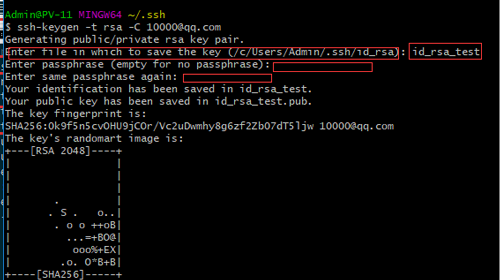 Admin@PV-11 MINGW64 ~/.ssh
$ ssh-keygen -t rsa -C 10000@qq.com
Generating public/private rsa key pair.
Enter file in which to save the key (/c/Users/Admin/.ssh/id_rsa): id_rsa_test
Enter passphrase (empty for no passphrase):
Enter same passphrase again:
Your identification has been saved in id_rsa_test.
Your public key has been saved in id_rsa_test.pub.
The key fingerprint is:
SHA256:0k9f5n5cvOHU9jCOr/Vc2uDwmhy8g6zf2Zb07dT5ljw 10000@qq.com
The key's randomart image is:
+---[RSA 2048]----+
|                 |
|                 |
|                 |
|       .         |
|      . S .   o..|
|       . o o ++oB|
|         ...=+BO@|
|          ooo%+EX|
|        .o. O*B+B|
+----[SHA256]-----+